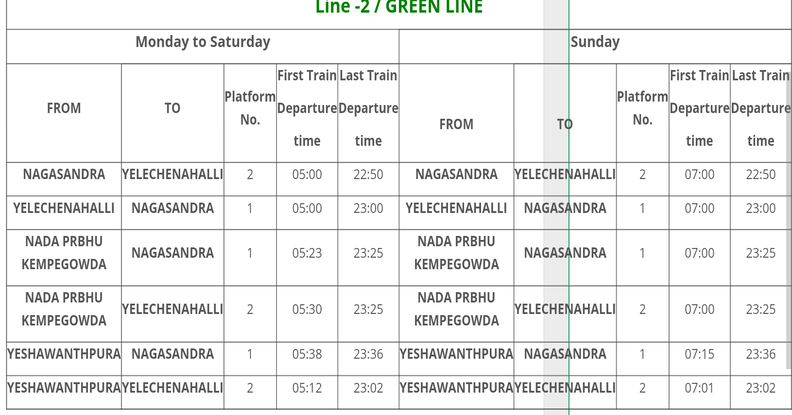 Line -2 / GREEN LINE
Monday to Saturday Sunday
FROM TO Platform No. First Train Departure time Last Train Departure time FROM TO Platform No. First Train Departure time Last Train Departure time
NAGASANDRA YELECHENAHALLI 2 05:00 22:50 NAGASANDRA YELECHENAHALLI 2 07:00 22:50
YELECHENAHALLI NAGASANDRA 1 05:00 23:00 YELECHENAHALLI NAGASANDRA 1 07:00 23:00
NADA PRBHU KEMPEGOWDA NAGASANDRA 1 05:23 23:25 NADA PRBHU KEMPEGOWDA NAGASANDRA 1 07:00 23:25
NADA PRBHU KEMPEGOWDA YELECHENAHALLI 2 05:30 23:25 NADA PRBHU KEMPEGOWDA YELECHENAHALLI 2 07:00 23:25
YESHAWANTHPURA NAGASANDRA 1 05:38 23:36 YESHAWANTHPURA NAGASANDRA 1 07:15 23:36
YESHAWANTHPURA YELECHENAHALLI 2 05:12 23:02 YESHAWANTHPURA YELECHENAHALLI 2 07:01 23:02